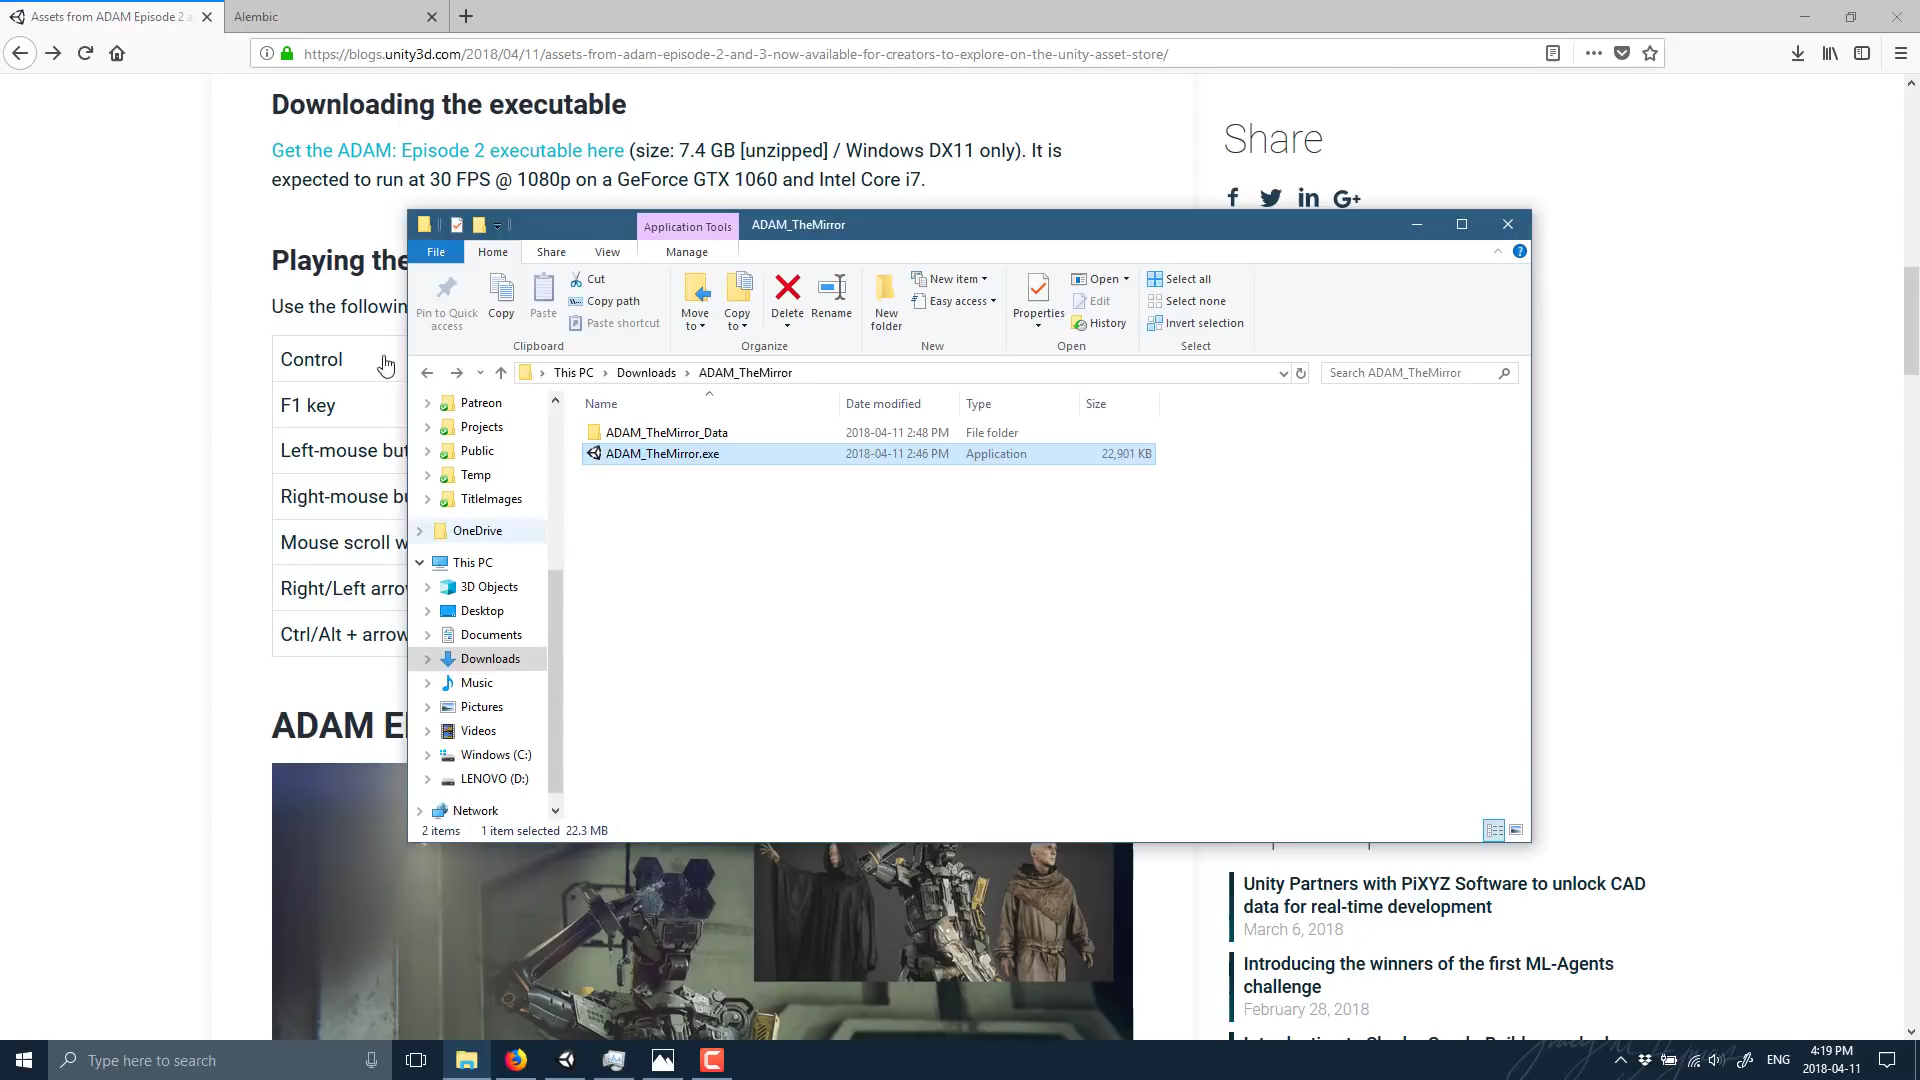 Assets from ADAM Episode 2 a
Alembic
https://blogs.unity3d.com/2018/04/11/assets-from-adam-episode-2-and-3-now-available-for-creators-to-explore-on-the-unity-asset-store/
Downloading the executable
Get the ADAM: Episode 2 executable here (size: 7.4 GB [unzipped] / Windows DX11 only). It is
expected to run at 30 FPS @ 1080p on a GeForce GTX 1060 and Intel Core i7.
Share
Playing the
Use the followin
Control
F1 key
Left-mouse but
Right-mouse bu
Mouse scroll w
Right/Left arro
Ctrl/Alt + arrow
ADAM E
Application Tools
ADAM_TheMirror
File
Home
Share
View
Manage
Pin to Quick
access
Copy
Paste
Cut
Copy path
Paste shortcut
Clipboard
Move
to
Copy
to
Delete
Rename
Organize
New
folder
New item
Easy access
New
Properties
Open
Edit
History
Open
Select all
Select none
Invert selection
Select
This PC > Downloads > ADAM_TheMirror
Search ADAM_TheMirror
Patreon
Projects
Public
Temp
TitleImages
OneDrive
This PC
3D Objects
Desktop
Documents
Downloads
Music
Pictures
Videos
Windows (C:)
LENOVO (D:)
Network
Name Date modified Type Size
ADAM_TheMirror_Data 2018-04-11 2:48 PM File folder
ADAM_TheMirror.exe 2018-04-11 2:46 PM Application 22,901 KB
2 items 1 item selected 22.3 MB
Unity Partners with PiXYZ Software to unlock CAD
data for real-time development
March 6, 2018
Introducing the winners of the first ML-Agents
challenge
February 28, 2018
Type here to search
ENG
4:19 PM
2018-04-11